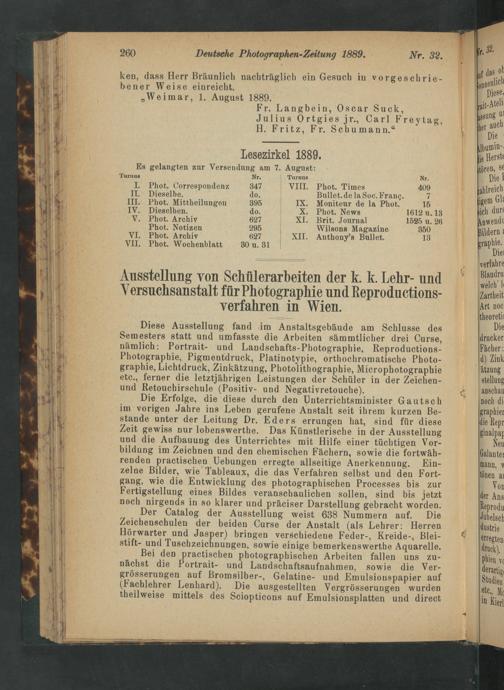 260 Deutsche Photographen-Zeitung 1889. Nr. 32.
ken, dass Herr Bräunlich nachträglich ein Gesuch in vorgeschrie-
bener Weise einreicht.
„Weimar, 1. August 1889.
Fr. Langbein, Oscar Suck,
Julius Ortgies jr., Carl Freytag,
H. Fritz, Fr. Schumann.“
Lesezirkel 1889.
Es gelangten zur Versendung am 7. August:
Turnus Nr. Turnus Nr.
I. Phot. Correspondenz 347 VIII. Phot. Times 409
II. Dieselbe. do. Bullet. de la Soc. Franç. 7
III. Phot. Mittheilungen 395 IX. Moniteur de la Phot. 15
IV. Dieselben. do. X. Phot. News 1612 u. 13
V. Phot. Archiv 627 XI. Brit. Journal 1525 u. 26
Phot. Notizen 295 Wilsons Magazine 350
VI. Phot. Archiv 627 XII. Anthony's Bullet. 13
VII. Phot. Wochenblatt 30 u. 31
Ausstellung von Schülerarbeiten der k. k. Lehr- und
Versuchsanstalt für Photographie und Reproductions-
verfahren in Wien.
Diese Ausstellung fand im Anstaltsgebäude am Schlusse des
Semesters statt und umfasste die Arbeiten sämmtlicher drei Curse,
nämlich: Portrait- und Landschafts-Photographie, Reproductions-
Photographie, Pigmentdruck, Platinotypie, orthochromatische Photo-
graphie, Lichtdruck, Zinkätzung, Photolithographie, Microphotographie
etc., ferner die letztjährigen Leistungen der Schüler in der Zeichen-
und Retouchirschule (Positiv- und Negativretouche).
Die Erfolge, die diese durch den Unterrichtsminister Gautsch
im vorigen Jahre ins Leben gerufene Anstalt seit ihrem kurzen Be-
stande unter der Leitung Dr. Eders errungen hat, sind für diese
Zeit gewiss nur lobenswerthe. Das Künstlerische in der Ausstellung
und die Aufbauung des Unterrichtes mit Hilfe einer tüchtigen Vor-
bildung im Zeichnen und den chemischen Fächern, sowie die fortwäh-
renden practischen Uebungen erregte allseitige Anerkennung. Ein-
zelne Bilder, wie Tableaux, die das Verfahren selbst und den Fort-
gang, wie die Entwicklung des photographischen Processes bis zur
Fertigstellung eines Bildes veranschaulichen sollen, sind bis jetzt
noch nirgends in so klarer und präciser Darstellung gebracht worden.
Der Catalog der Ausstellung weist 638 Nummern auf. Die
Zeichenschulen der beiden Curse der Anstalt (als Lehrer: Herren
Hörwarter und Jasper) bringen verschiedene Feder-, Kreide-, Blei-
stift- und Tuschzeichnungen, sowie einige bemerkenswerthe Aquarelle.
Bei den practischen photographischen Arbeiten fallen uns zu-
nächst die Portrait- und Landschaftsaufnahmen, sowie die Ver-
grösserungen auf Bromsilber-, Gelatine- und Emulsionspapier auf
(Fachlehrer Lenhard). Die ausgestellten Vergrösserungen wurden
theilweise mittels des Sciopticons auf Emulsionsplatten und direct